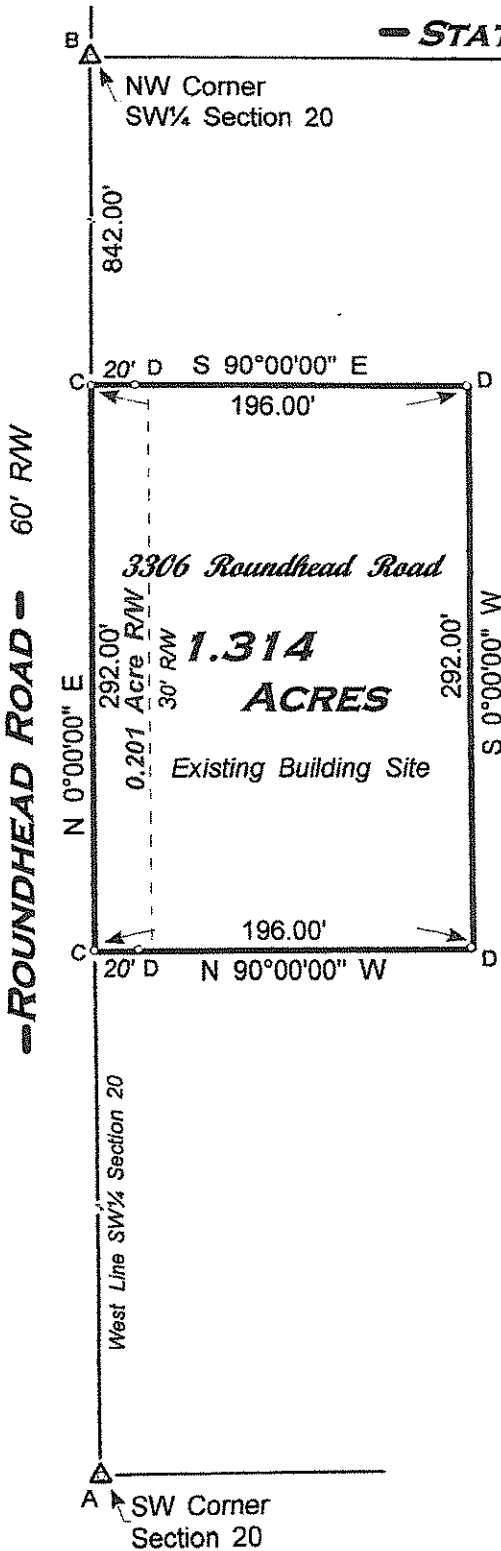 — STAT
B
NW Corner
SW¼ Section 20
842.00'
C 20' D S 90°00'00" E D
196.00'
—ROUNDHEAD ROAD— 60' R/W
N 0°00'00" E
292.00'
0.201 Acre R/W
30' R/W
3306 Roundhead Road
1.314
ACRES
Existing Building Site
292.00'
S 0°00'00" W
196.00'
C 20' D N 90°00'00" W D
West Line SW¼ Section 20
A
SW Corner
Section 20